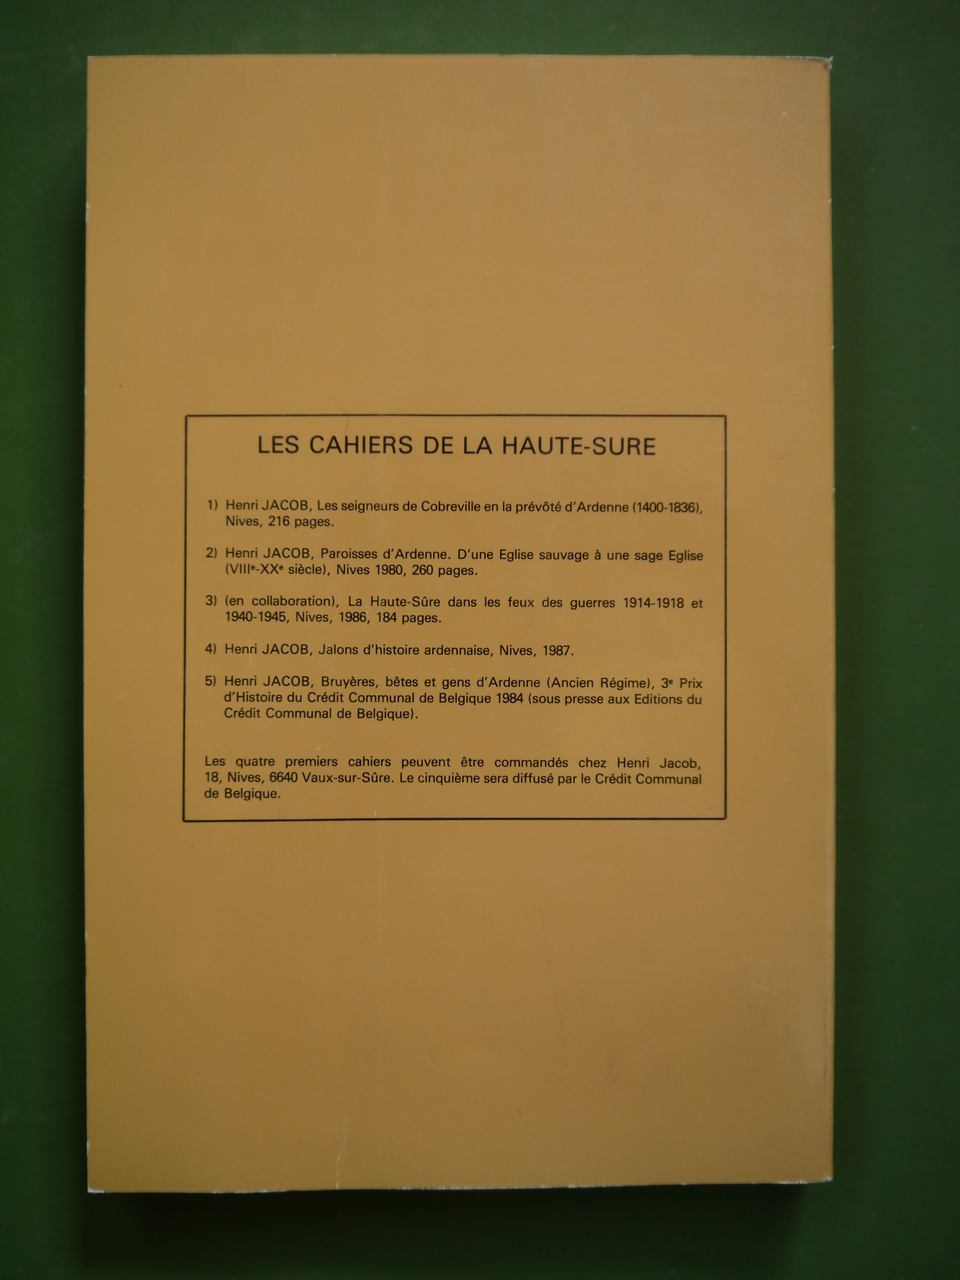 LES CAHIERS DE LA HAUTE-SURE
1) Henri JACOB, Les seigneurs de Cobreville en la prévôté d'Ardenne (1400-1836),
Nives, 216 pages.
2) Henri JACOB, Paroisses d'Ardenne. D'une Eglise sauvage à une sage Eglise
(VIIIᵉ-XXᵉ siècle), Nives 1980, 260 pages.
3) (en collaboration), La Haute-Sûre dans les feux des guerres 1914-1918 et
1940-1945, Nives, 1986, 184 pages.
4) Henri JACOB, Jalons d'histoire ardennaise, Nives, 1987.
5) Henri JACOB, Bruyères, bêtes et gens d'Ardenne (Ancien Régime), 3ᵉ Prix
d'Histoire du Crédit Communal de Belgique 1984 (sous presse aux Editions du
Crédit Communal de Belgique).
Les quatre premiers cahiers peuvent être commandés chez Henri Jacob,
18, Nives, 6640 Vaux-sur-Sûre. Le cinquième sera diffusé par le Crédit Communal
de Belgique.